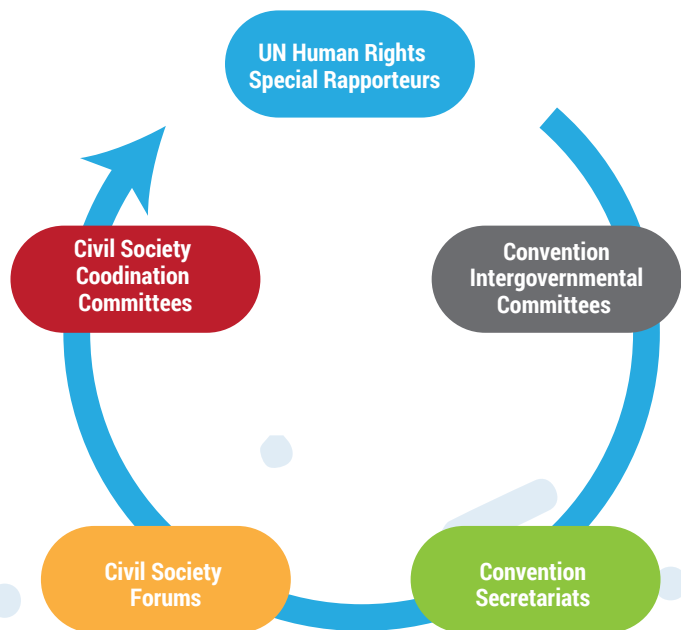 UN Human Rights
Special Rapporteurs
Convention
Intergovernmental
Committees
Convention
Secretariats
Civil Society
Forums
Civil Society
Coodination
Committees